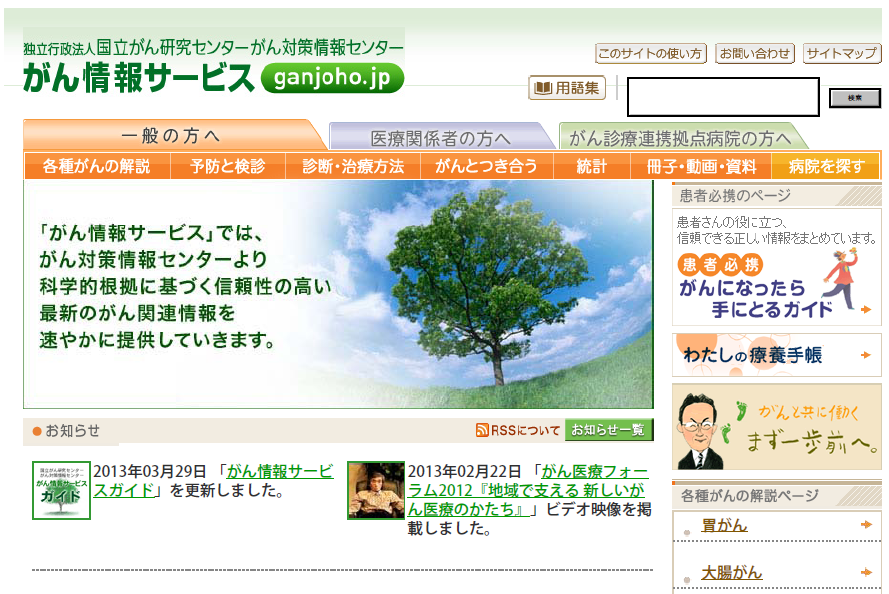 独立行政法人国立がん研究センターがん対策情報センター
がん情報サービス ganjoho.jp
このサイトの使い方 お問い合わせ サイトマップ
用語集 検索
一般の方へ 医療関係者の方へ がん診療連携拠点病院の方へ
各種がんの解説 予防と検診 診断・治療方法 がんとつき合う 統計 冊子・動画・資料 病院を探す
「がん情報サービス」では、
がん対策情報センターより
科学的根拠に基づく信頼性の高い
最新のがん関連情報を
速やかに提供していきます。
患者必携のページ
患者さんの役に立つ、
信頼できる正しい情報をまとめています。
患者必携
がんになったら
手にとるガイド
わたしの療養手帳
がんと共に働く
まず一歩前へ。
お知らせ RSSについて お知らせ一覧
国立がん研究センター
がん対策情報センター
がん情報サービス
ガイド
2013年03月29日 「がん情報サービ
スガイド」を更新しました。
2013年02月22日 「がん医療フォー
ラム2012『地域で支える 新しいが
ん医療のかたち』」ビデオ映像を掲
載しました。
各種がんの解説ページ
胃がん
大腸がん